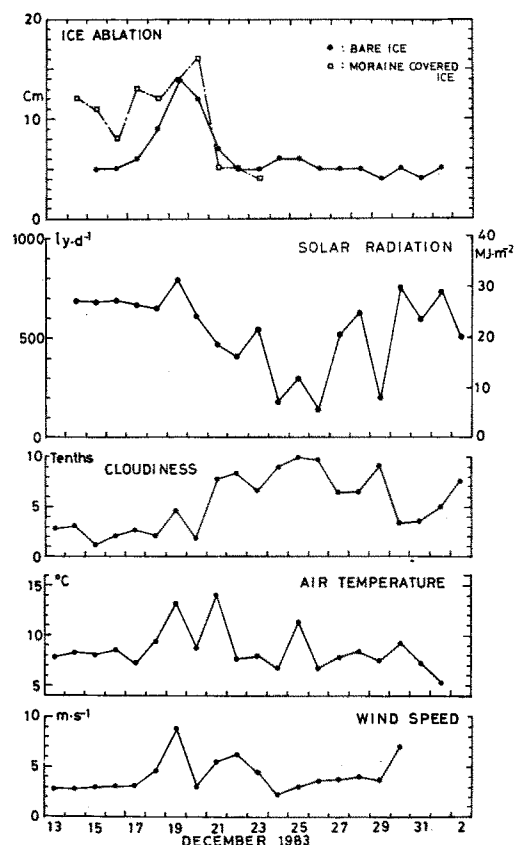 20
ICE ABLATION
: BARE ICE
: MORAINE COVERED
ICE
Cm
10
0
1000
ly·d⁻¹
SOLAR RADIATION
40
MJ·m⁻²
30
500
20
10
0
0
10
Tenths
CLOUDINESS
5
0
15
°C
AIR TEMPERATURE
10
5
10
m·s⁻¹
WIND SPEED
5
0
13 15 17 19 21 23 25 27 29 31. 2
DECEMBER 1983